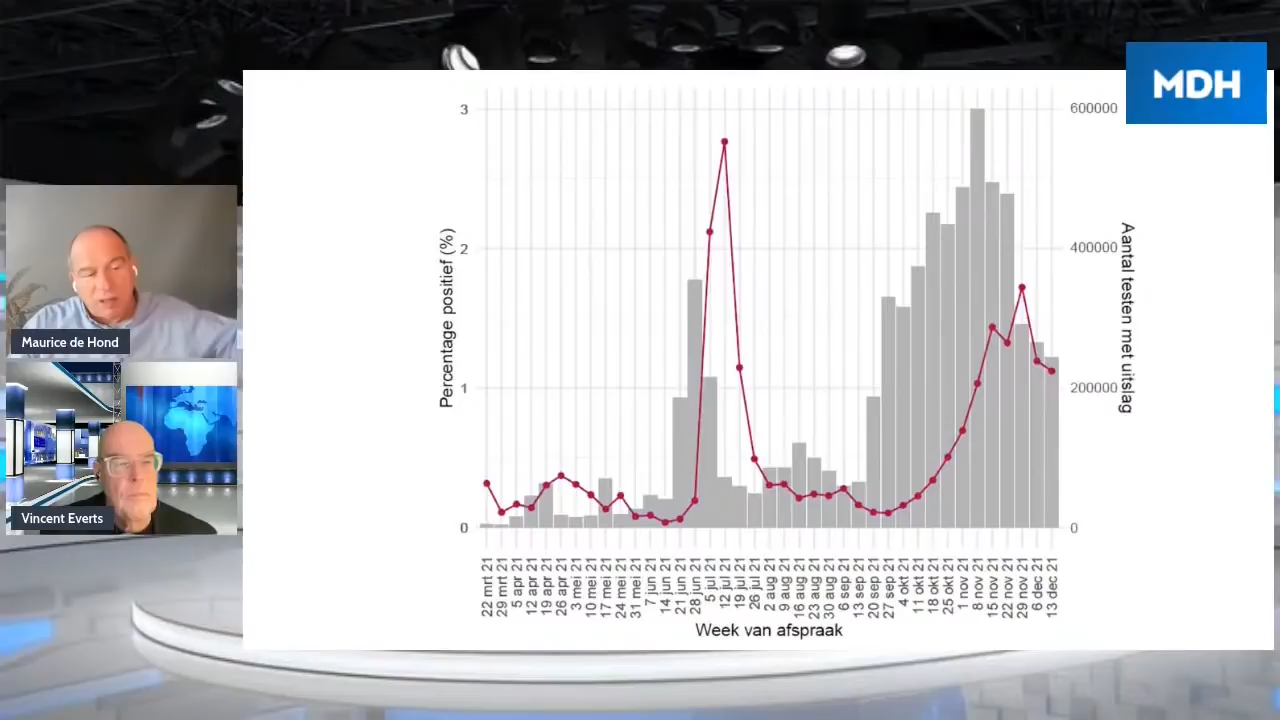 MDH
Maurice de Hond
Vincent Everts
Percentage positief (%)
3
2
1
0
600000
400000
200000
0
Aantal testen met uitslag
22 mrt 21
29 mrt 21
5 apr 21
12 apr 21
19 apr 21
26 apr 21
3 mei 21
10 mei 21
17 mei 21
24 mei 21
31 mei 21
7 jun 21
14 jun 21
21 jun 21
28 jun 21
5 jul 21
12 jul 21
19 jul 21
26 jul 21
2 aug 21
9 aug 21
16 aug 21
23 aug 21
30 aug 21
6 sep 21
13 sep 21
20 sep 21
27 sep 21
4 okt 21
11 okt 21
18 okt 21
25 okt 21
1 nov 21
8 nov 21
15 nov 21
22 nov 21
29 nov 21
6 dec 21
13 dec 21
Week van afspraak